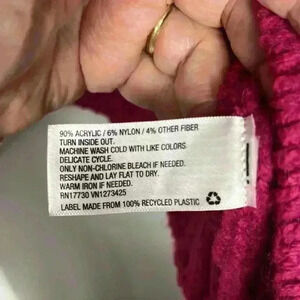 90% ACRYLIC / 6% NYLON / 4% OTHER FIBER
TURN INSIDE OUT.
MACHINE WASH COLD WITH LIKE COLORS
DELICATE CYCLE.
ONLY NON-CHLORINE BLEACH IF NEEDED.
RESHAPE AND LAY FLAT TO DRY.
WARM IRON IF NEEDED.
RN17730 VN1273425
LABEL MADE FROM 100% RECYCLED PLASTIC